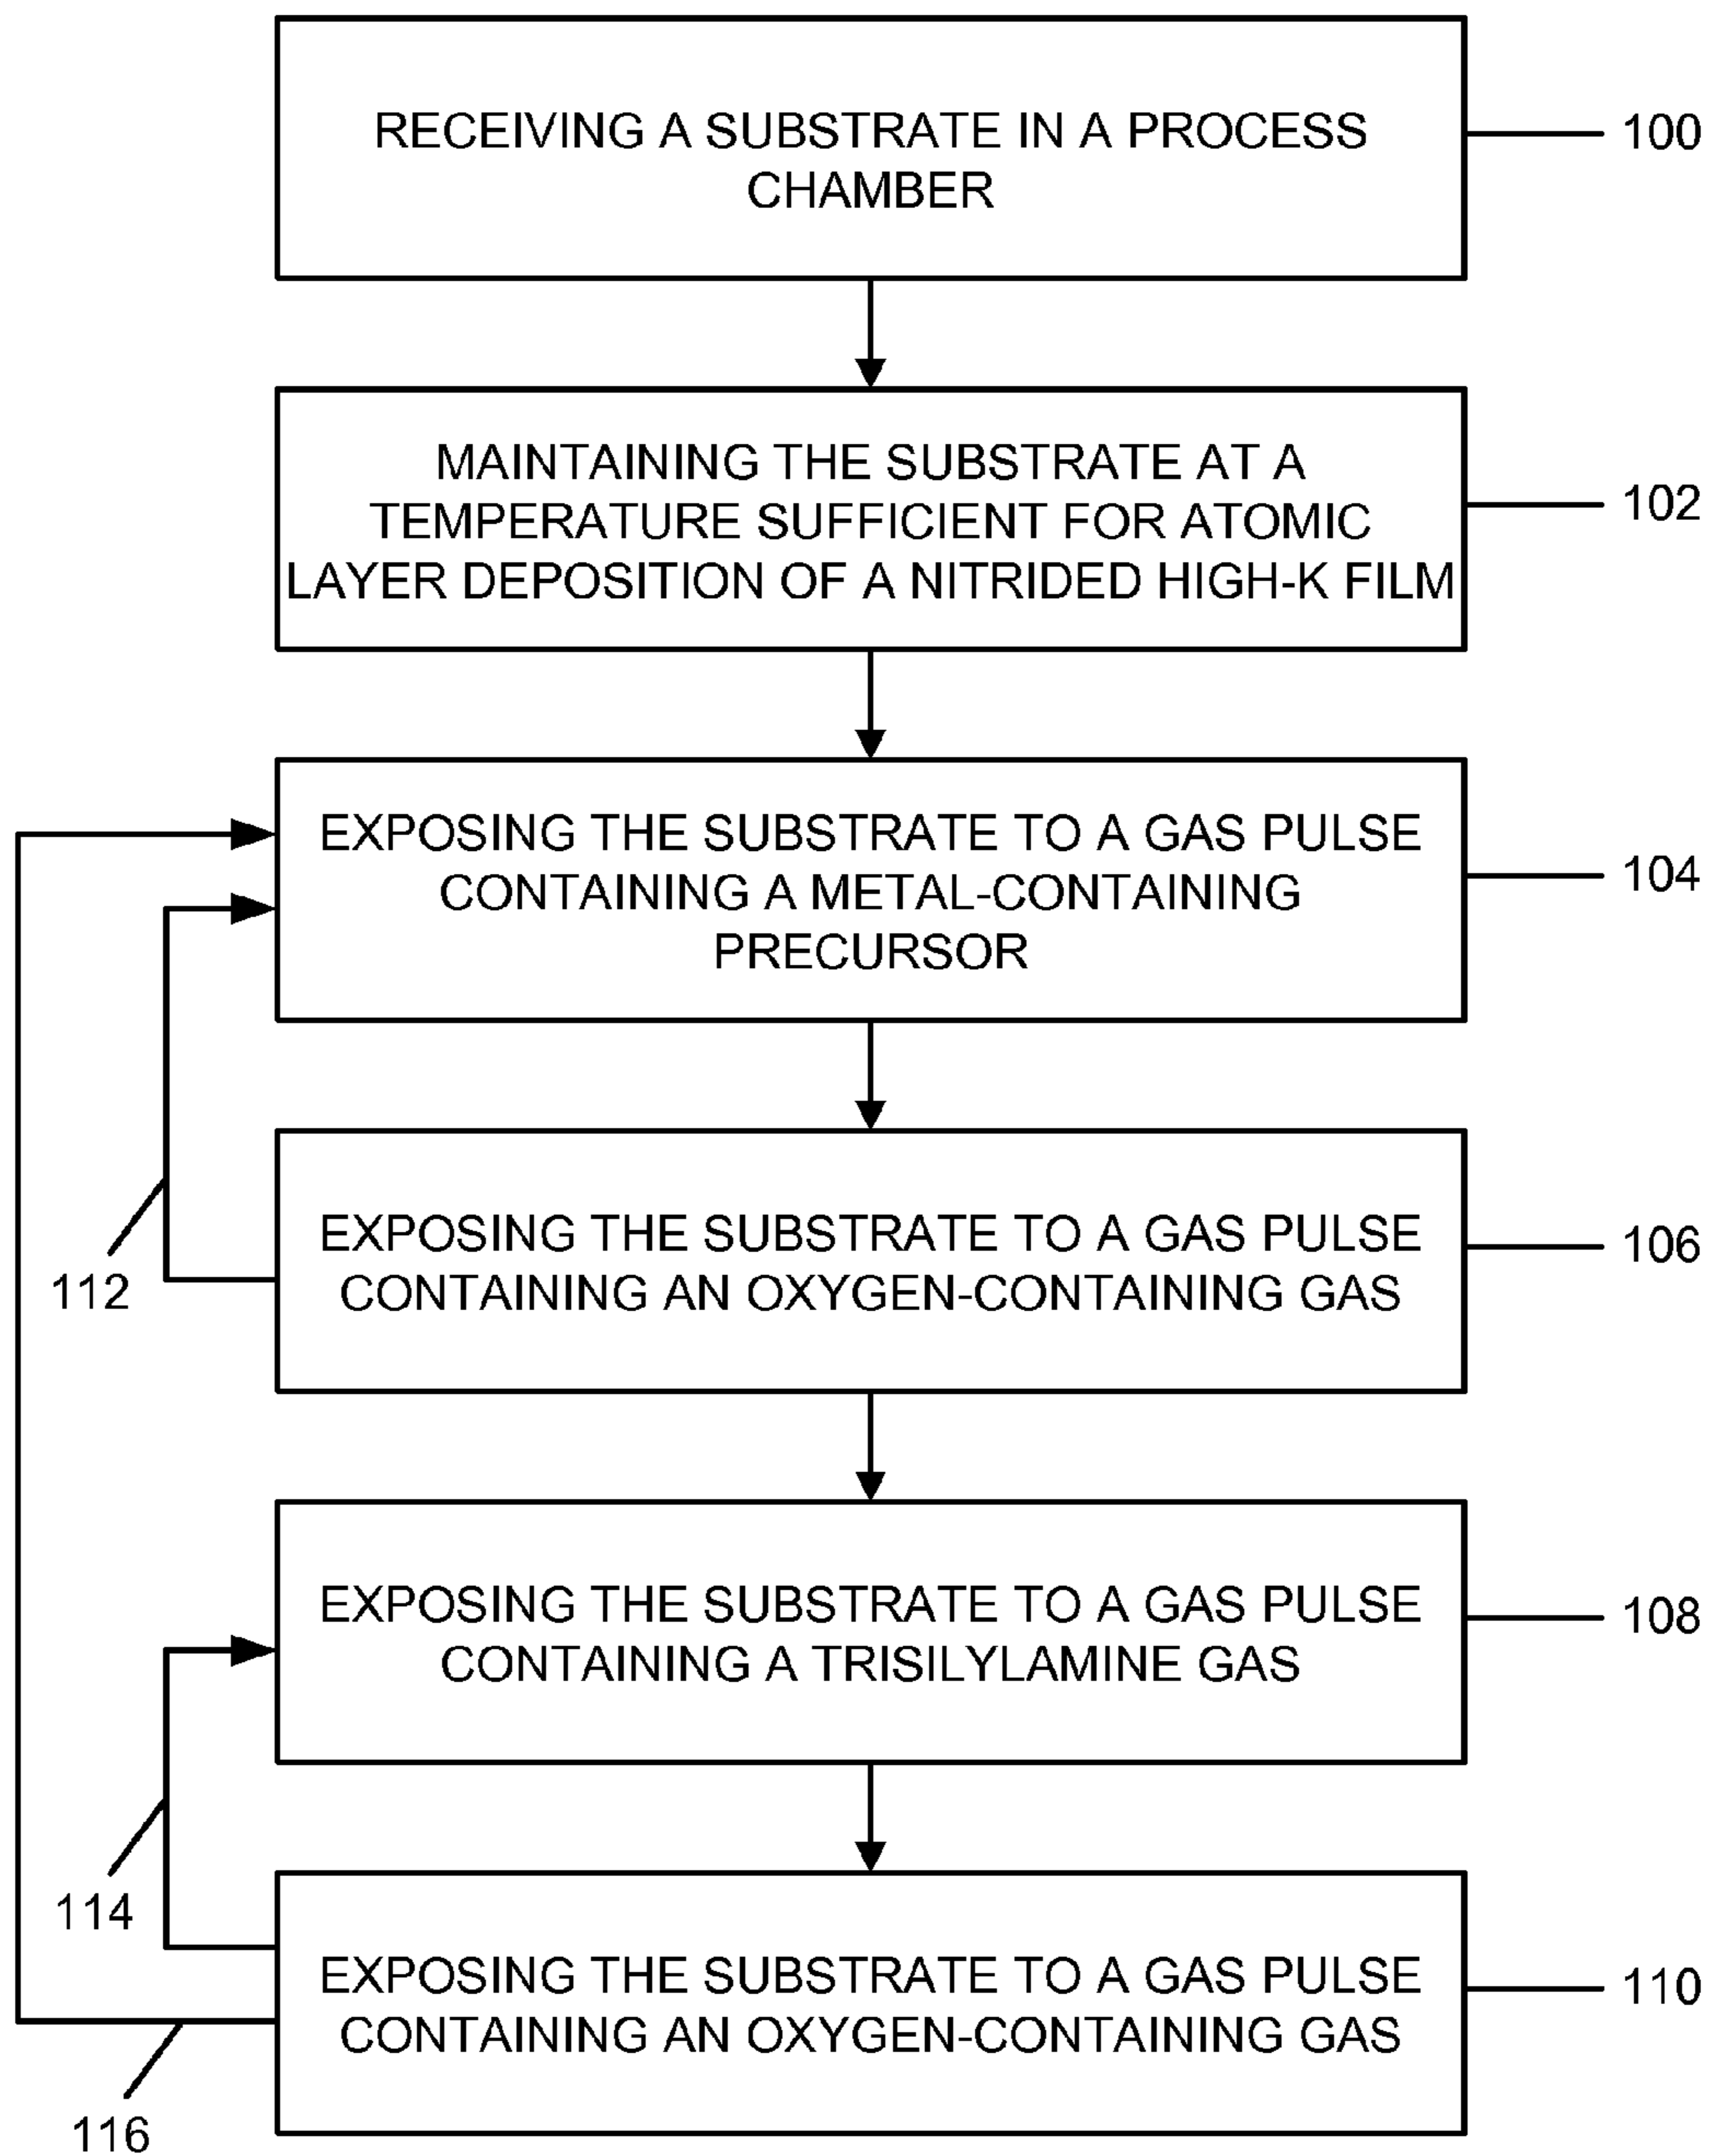 RECEIVING A SUBSTRATE IN A PROCESS
CHAMBER
100
MAINTAINING THE SUBSTRATE AT A
TEMPERATURE SUFFICIENT FOR ATOMIC
LAYER DEPOSITION OF A NITRIDED HIGH-K FILM
102
EXPOSING THE SUBSTRATE TO A GAS PULSE
CONTAINING A METAL-CONTAINING
PRECURSOR
104
EXPOSING THE SUBSTRATE TO A GAS PULSE
CONTAINING AN OXYGEN-CONTAINING GAS
106
112
EXPOSING THE SUBSTRATE TO A GAS PULSE
CONTAINING A TRISILYLAMINE GAS
108
114
EXPOSING THE SUBSTRATE TO A GAS PULSE
CONTAINING AN OXYGEN-CONTAINING GAS
110
116